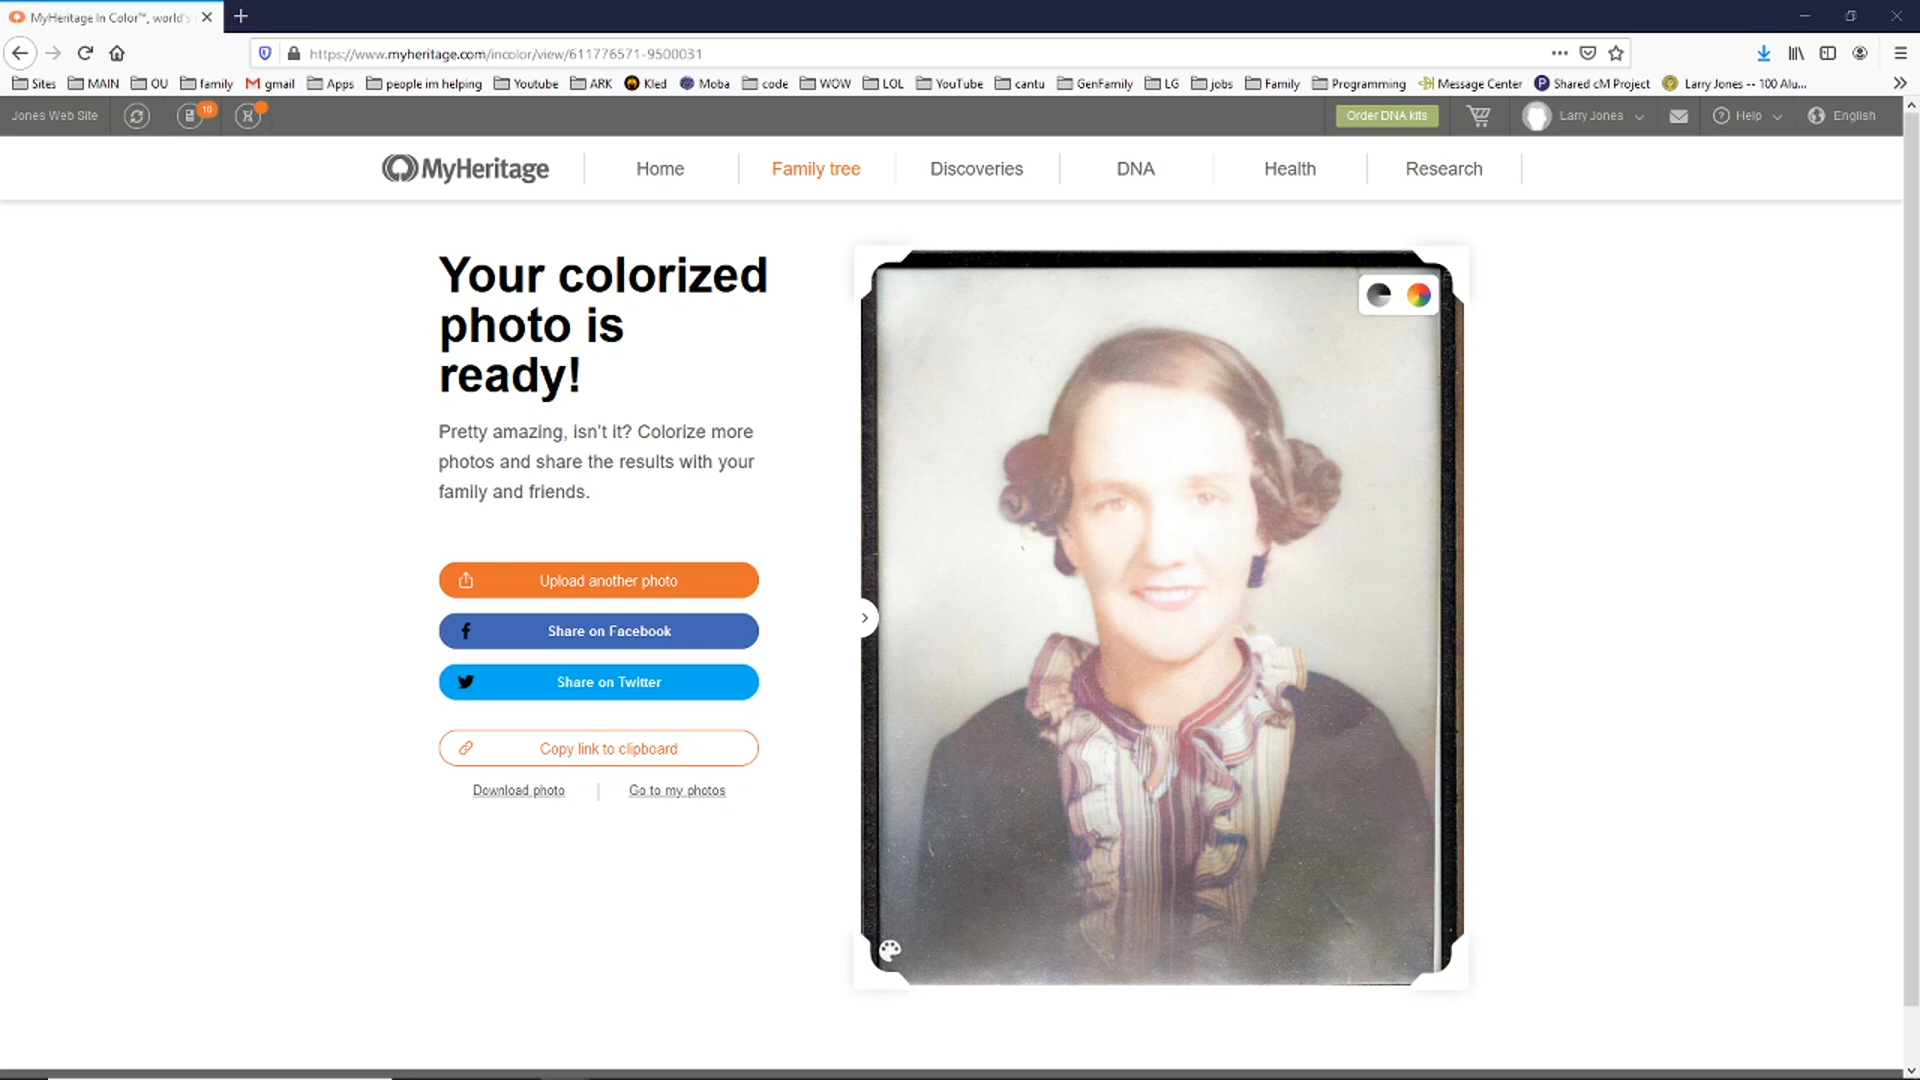 MyHeritage In Color™, world's
https://www.myheritage.com/incolor/view/611776571-9500031
Sites MAIN OU family gmail Apps people im helping Youtube ARK Kled Moba code WOW LOL YouTube cantu GenFamily LG jobs Family Programming Message Center Shared cM Project Larry Jones -- 100 Alu...
Jones Web Site 10 Order DNA kits Larry Jones Help English
MyHeritage Home Family tree Discoveries DNA Health Research
Your colorized
photo is
ready!
Pretty amazing, isn't it? Colorize more
photos and share the results with your
family and friends.
Upload another photo
Share on Facebook
Share on Twitter
Copy link to clipboard
Download photo | Go to my photos